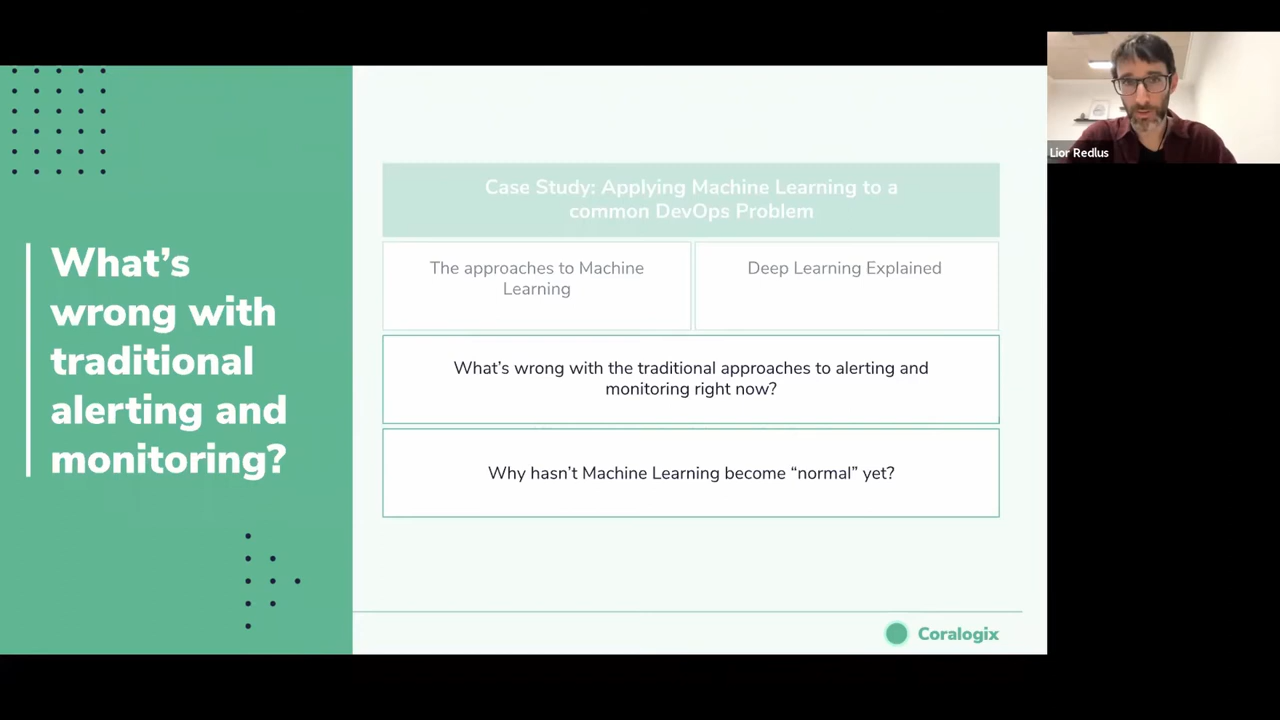 What's
wrong with
traditional
alerting and
monitoring?
Case Study: Applying Machine Learning to a
common DevOps Problem
The approaches to Machine
Learning
Deep Learning Explained
What's wrong with the traditional approaches to alerting and
monitoring right now?
Why hasn't Machine Learning become “normal” yet?
Coralogix
Lior Redlus